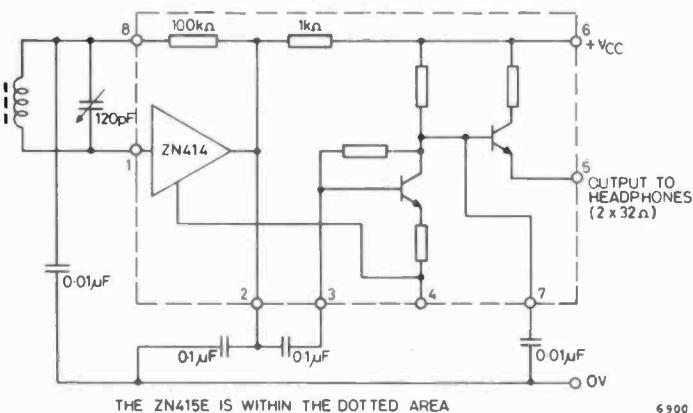 8
100kΩ
1kΩ
6
+VCC
120pF
ZN414
1
5
OUTPUT TO
HEADPHONES
(2 x 32Ω)
0·01µF
2
3
4
7
0·1µF
0·1µF
0·01µF
0V
THE ZN415E IS WITHIN THE DOTTED AREA
6900